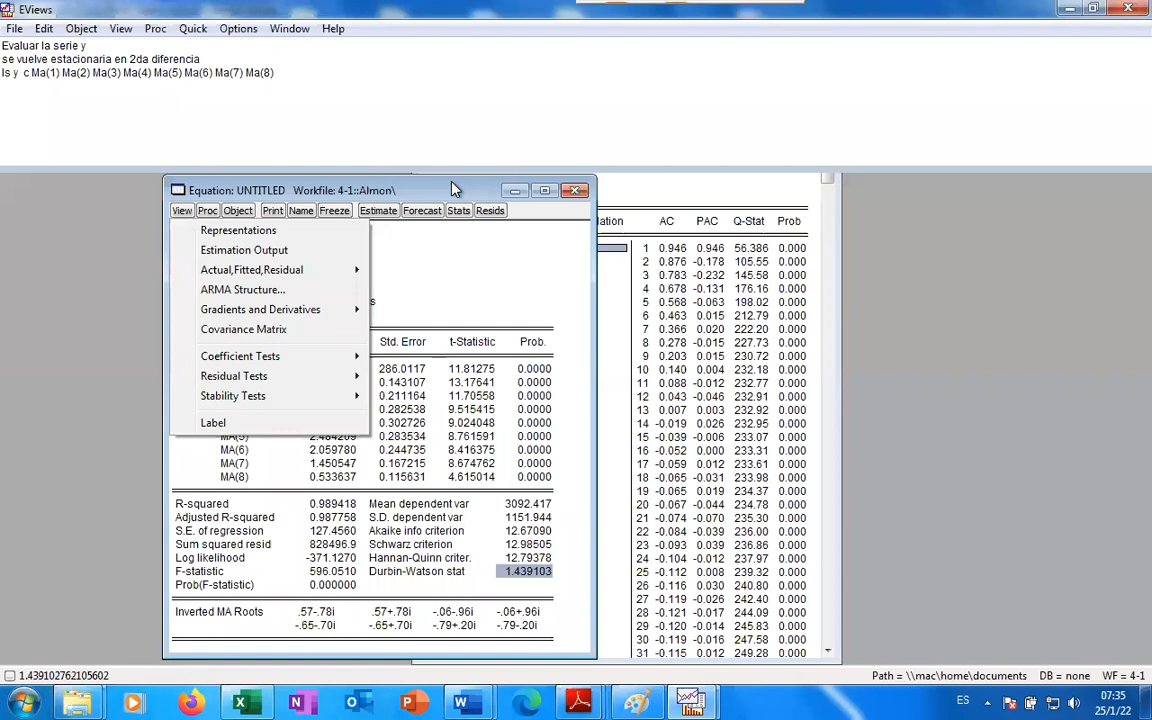 EViews
File Edit Object View Proc Quick Options Window Help
Evaluar la serie y
se vuelve estacionaria en 2da diferencia
ls y c Ma(1) Ma(2) Ma(3) Ma(4) Ma(5) Ma(6) Ma(7) Ma(8)
Equation: UNTITLED Workfile: 4-1::Almon\
View Proc Object Print Name Freeze Estimate Forecast Stats Resids
Representations
Estimation Output
Actual,Fitted,Residual
ARMA Structure...
Gradients and Derivatives
Covariance Matrix
Coefficient Tests
Residual Tests
Stability Tests
Label
s
Std. Error t-Statistic Prob.
286.0117 11.81275 0.0000
0.143107 13.17641 0.0000
0.211164 11.70558 0.0000
0.282538 9.515415 0.0000
0.302726 9.024048 0.0000
MA(5) 2.484209 0.283534 8.761591 0.0000
MA(6) 2.059780 0.244735 8.416375 0.0000
MA(7) 1.450547 0.167215 8.674762 0.0000
MA(8) 0.533637 0.115631 4.615014 0.0000
R-squared 0.989418 Mean dependent var 3092.417
Adjusted R-squared 0.987758 S.D. dependent var 1151.944
S.E. of regression 127.4560 Akaike info criterion 12.67090
Sum squared resid 828496.9 Schwarz criterion 12.98505
Log likelihood -371.1270 Hannan-Quinn criter. 12.79378
F-statistic 596.0510 Durbin-Watson stat 1.439103
Prob(F-statistic) 0.000000
Inverted MA Roots .57-.78i .57+.78i -.06-.96i -.06+.96i
-.65-.70i -.65+.70i -.79+.20i -.79-.20i
lation AC PAC Q-Stat Prob
1 0.946 0.946 56.386 0.000
2 0.876 -0.178 105.55 0.000
3 0.783 -0.232 145.58 0.000
4 0.678 -0.131 176.16 0.000
5 0.568 -0.063 198.02 0.000
6 0.463 0.015 212.79 0.000
7 0.366 0.020 222.20 0.000
8 0.278 -0.015 227.73 0.000
9 0.203 0.015 230.72 0.000
10 0.140 0.004 232.18 0.000
11 0.088 -0.012 232.77 0.000
12 0.043 -0.046 232.91 0.000
13 0.007 0.003 232.92 0.000
14 -0.019 0.026 232.95 0.000
15 -0.039 -0.006 233.07 0.000
16 -0.052 0.000 233.31 0.000
17 -0.059 0.012 233.61 0.000
18 -0.065 -0.031 233.98 0.000
19 -0.065 0.019 234.37 0.000
20 -0.067 -0.044 234.78 0.000
21 -0.074 -0.070 235.30 0.000
22 -0.084 -0.039 236.00 0.000
23 -0.093 0.039 236.86 0.000
24 -0.104 -0.012 237.97 0.000
25 -0.112 0.008 239.32 0.000
26 -0.116 0.030 240.80 0.000
27 -0.119 -0.026 242.40 0.000
28 -0.121 -0.017 244.09 0.000
29 -0.120 -0.014 245.83 0.000
30 -0.119 -0.016 247.58 0.000
31 -0.115 0.012 249.28 0.000
1.439102762105602 Path = \\mac\home\documents DB = none WF = 4-1
ES 07:35
25/1/22